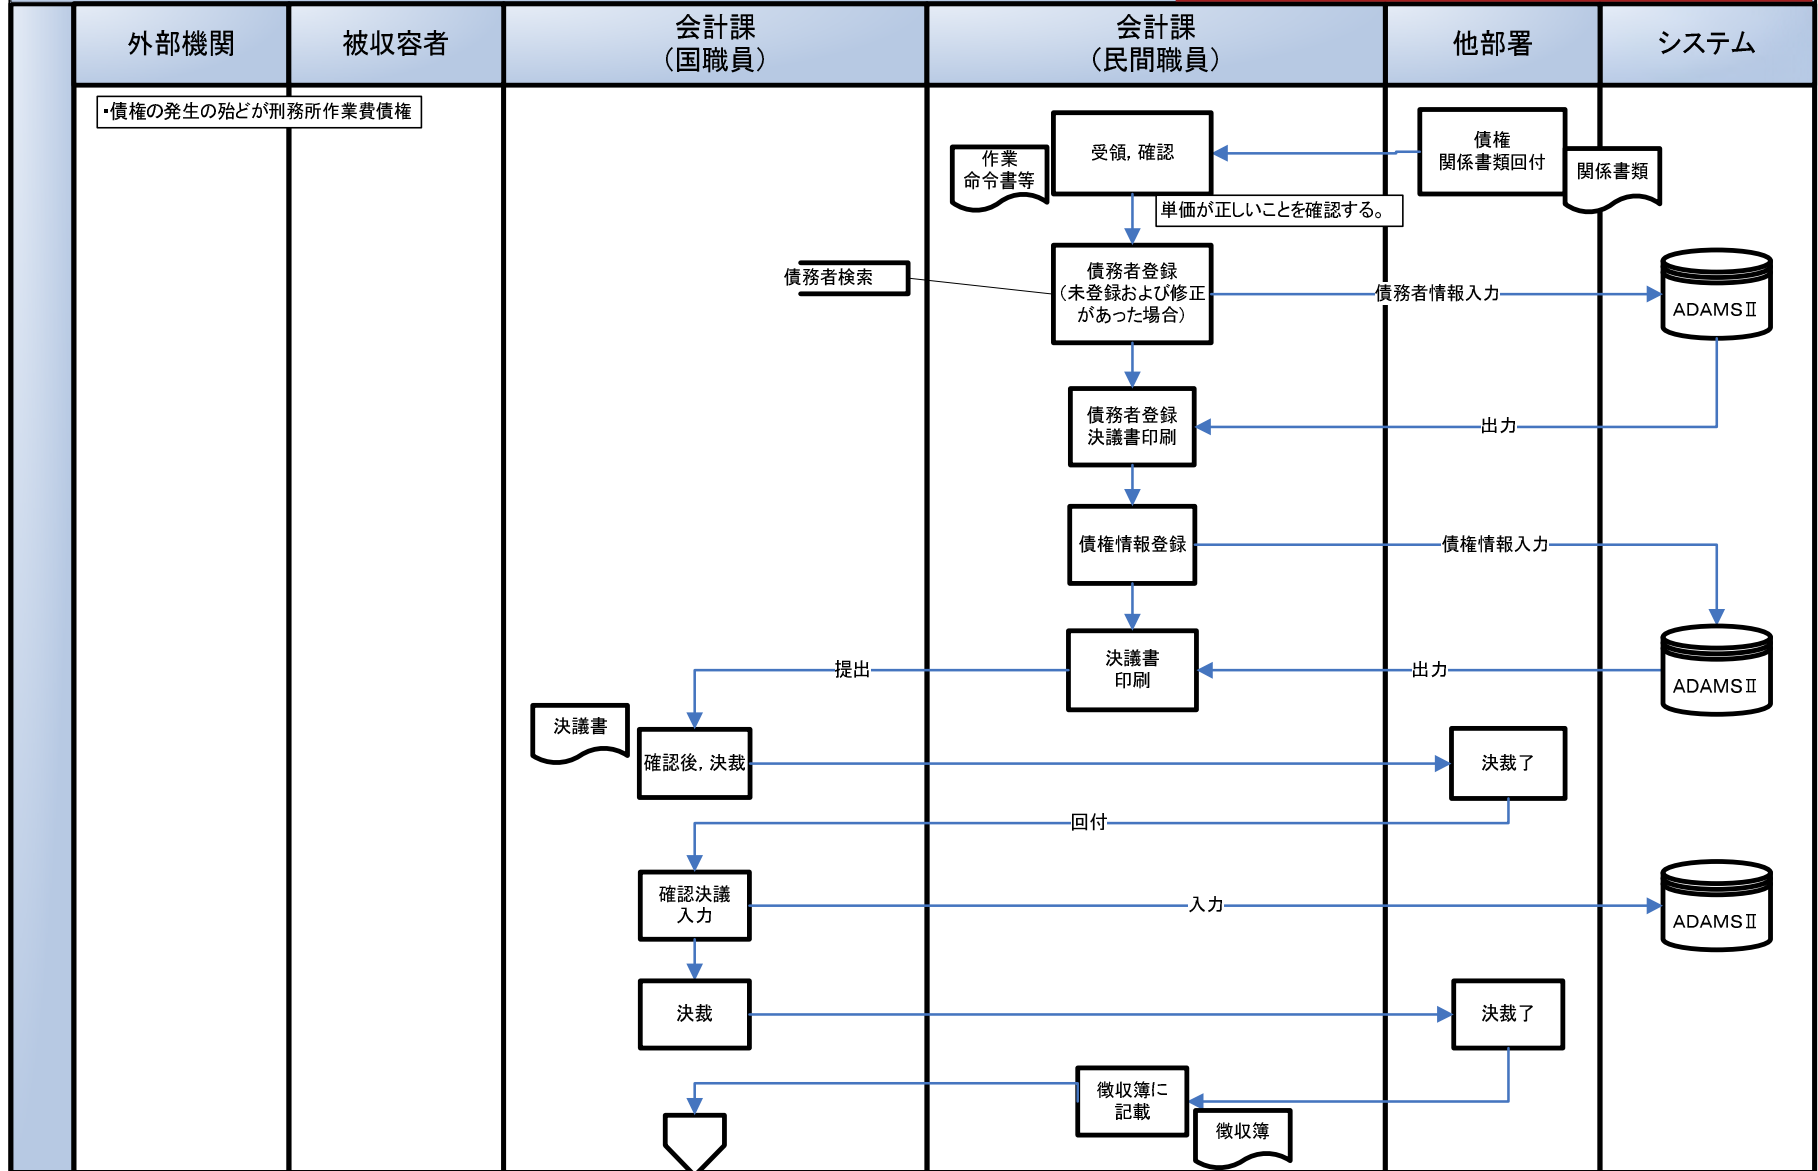 外部機関
被収容者
会計課
（国職員）
会計課
（民間職員）
他部署
システム
・債権の発生の殆どが刑務所作業費債権
作業
命令書等
受領，確認
債権
関係書類回付
関係書類
単価が正しいことを確認する。
債務者検索
債務者登録
（未登録および修正
があった場合）
債務者情報入力
ADAMSⅡ
債務者登録
決議書印刷
出力
債権情報登録
債権情報入力
提出
決議書
印刷
出力
ADAMSⅡ
決議書
確認後，決裁
決裁了
回付
確認決議
入力
入力
ADAMSⅡ
決裁
決裁了
徴収簿に
記載
徴収簿